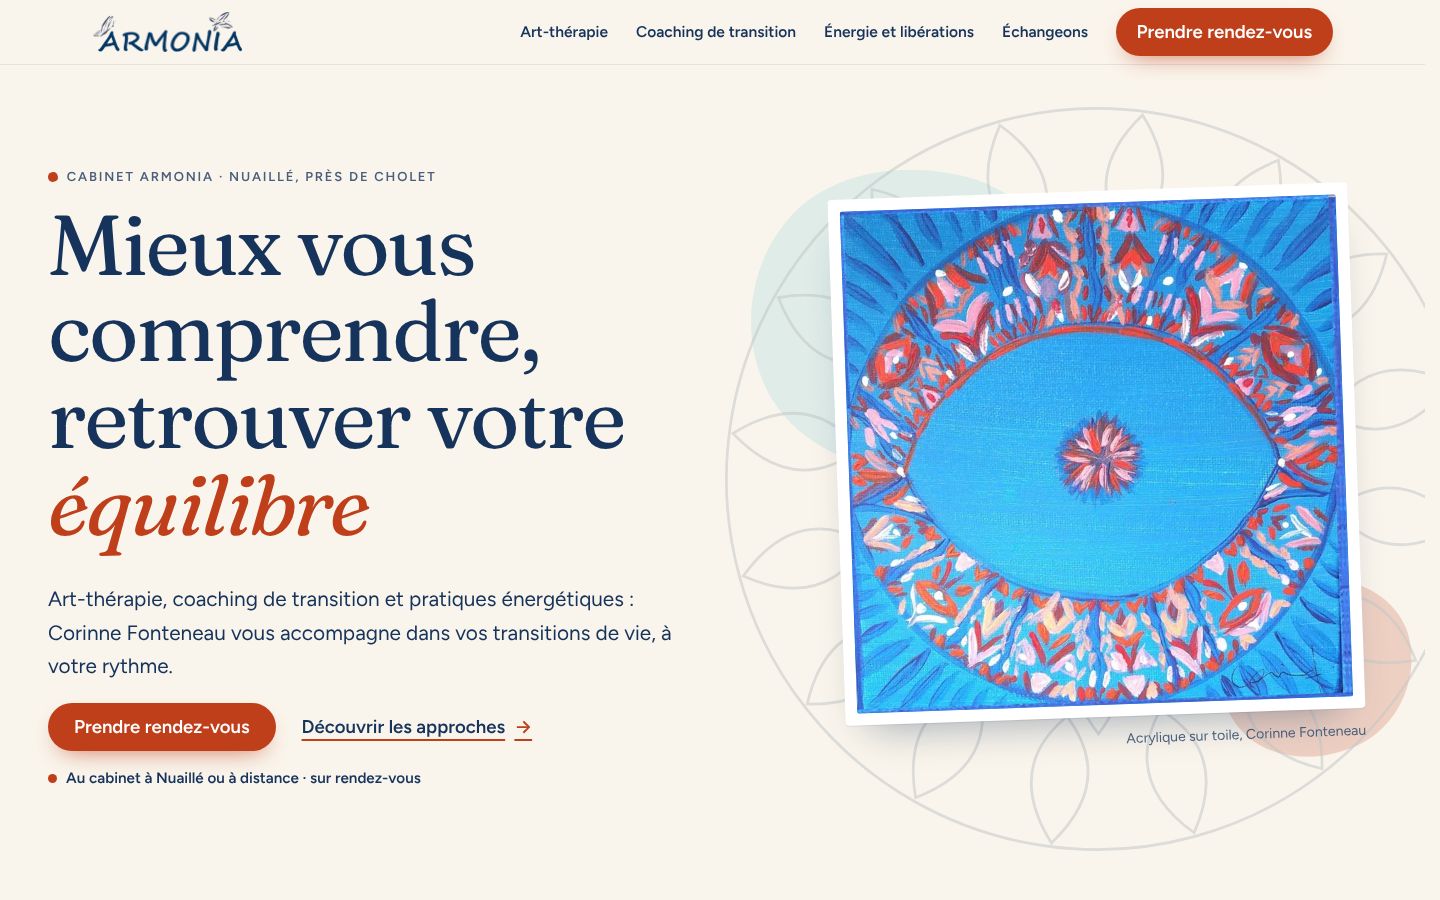 ARMONIA
Art-thérapie
Coaching de transition
Énergie et libérations
Échangeons
Prendre rendez-vous
CABINET ARMONIA · NUAILLÉ, PRÈS DE CHOLET
Mieux vous
comprendre,
retrouver votre
équilibre
Art-thérapie, coaching de transition et pratiques énergétiques :
Corinne Fonteneau vous accompagne dans vos transitions de vie, à
votre rythme.
Prendre rendez-vous
Découvrir les approches →
Au cabinet à Nuaillé ou à distance · sur rendez-vous
Acrylique sur toile, Corinne Fonteneau